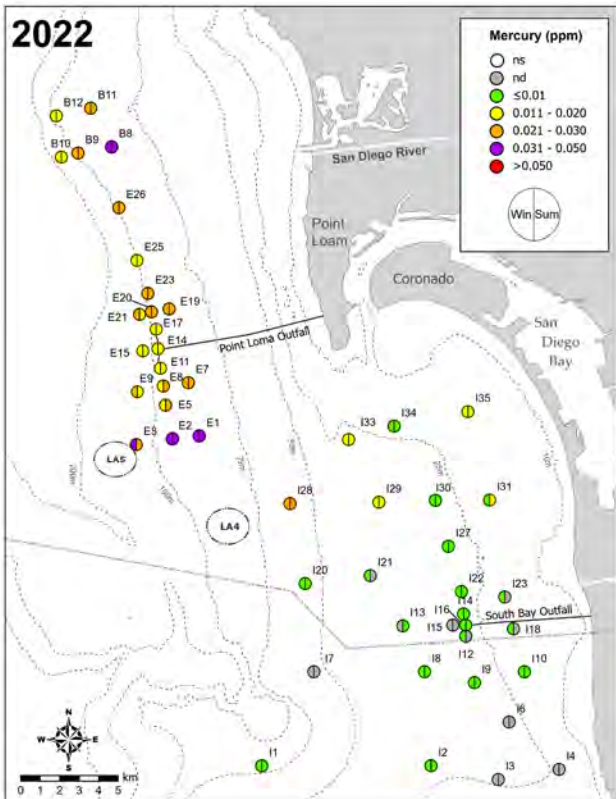 2022
Mercury (ppm)
ns
nd
≤0.01
0.011 - 0.020
0.021 - 0.030
0.031 - 0.050
>0.050
Win Sum
B11
B12
B8
B9
B10
San Diego River
Point
Loam
E26
Coronado
E25
E23
E20
E19
E21
E17
San
Diego
Bay
E14
Point Loma Outfall
E15
E11
E7
E8
E9
E5
I35
I34
I33
E3
E2
E1
LA5
I28
I29
I30
I31
LA4
I27
I20
I21
I22
I23
I14
I16
I13
South Bay Outfall
I15
I18
I12
I7
I8
I9
I10
I6
N
W E
S
I1
I2
I3
I4
km
0 1 2 3 4 5